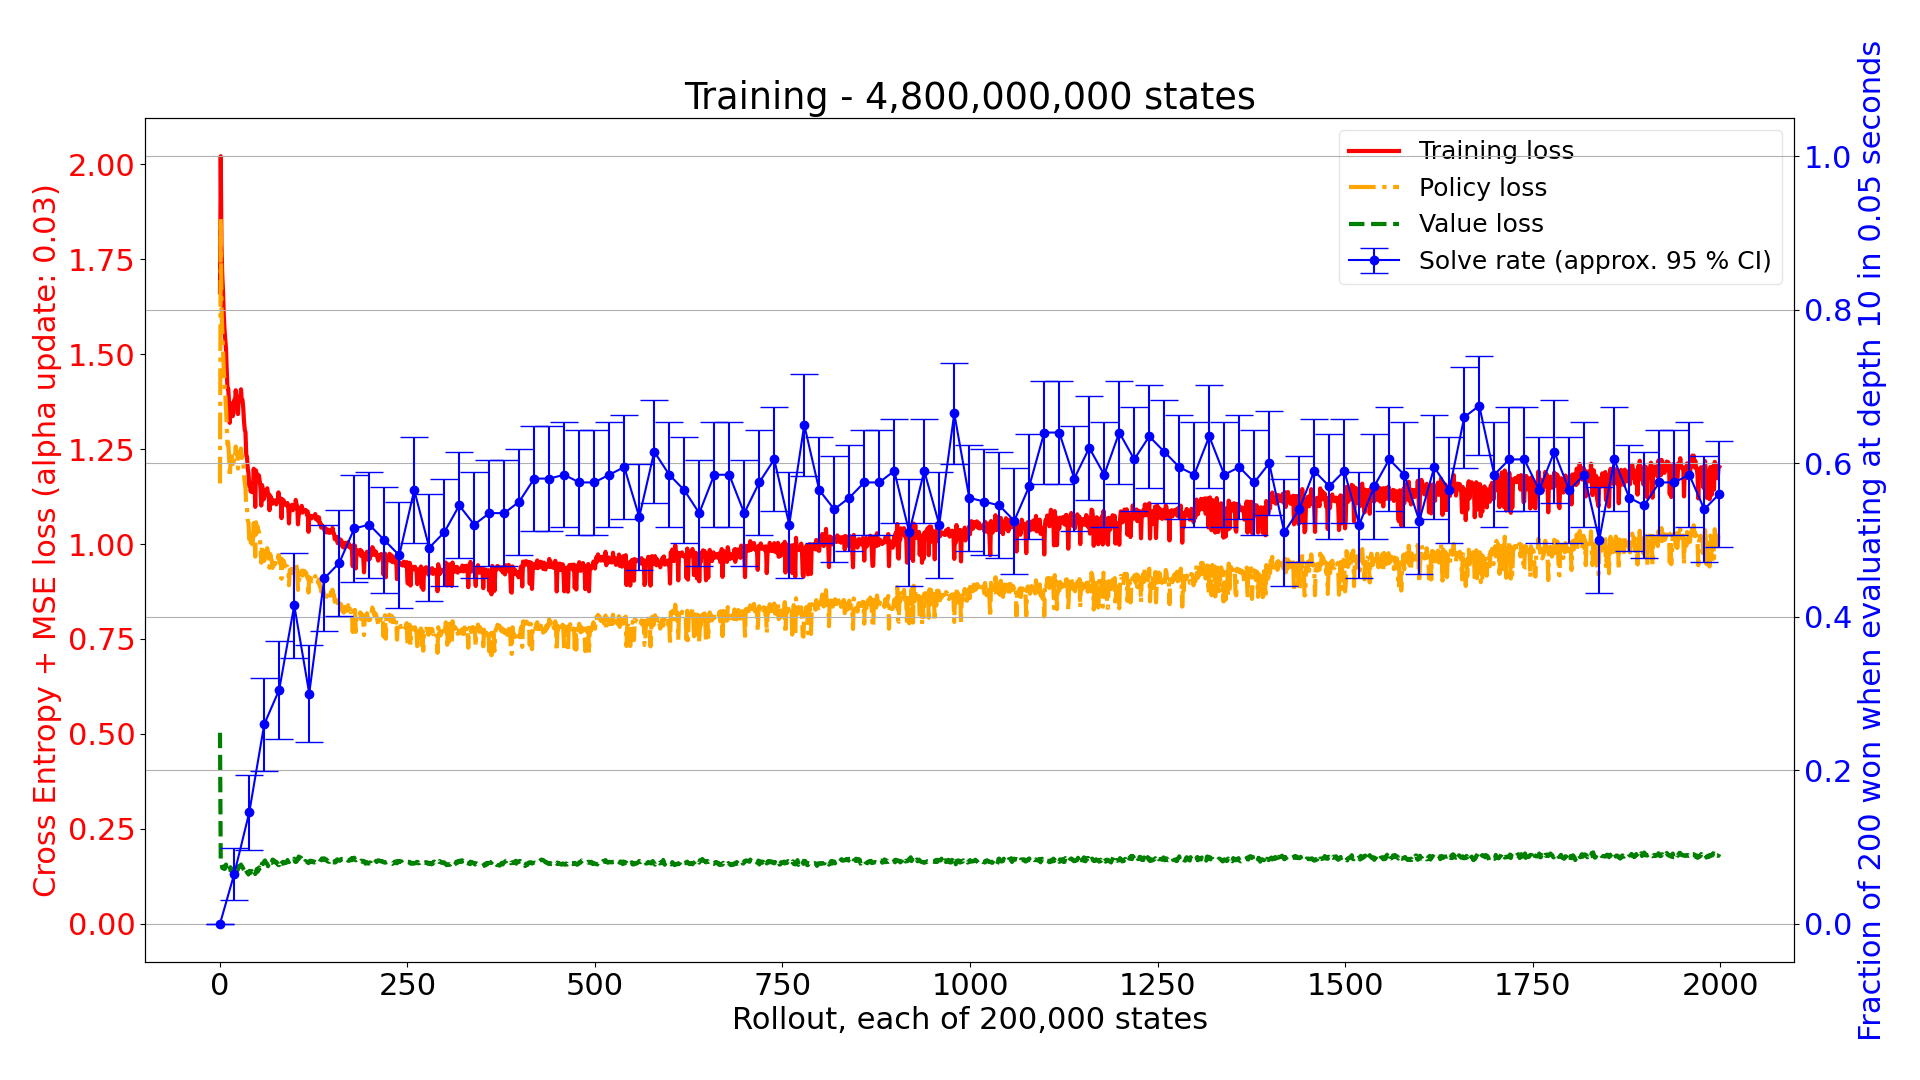 Training - 4,800,000,000 states
Cross Entropy + MSE loss (alpha update: 0.03)
2.00
1.75
1.50
1.25
1.00
0.75
0.50
0.25
0.00
Training loss
Policy loss
Value loss
Solve rate (approx. 95 % CI)
1.0
0.8
0.6
0.4
0.2
0.0
Fraction of 200 won when evaluating at depth 10 in 0.05 seconds
0 250 500 750 1000 1250 1500 1750 2000
Rollout, each of 200,000 states